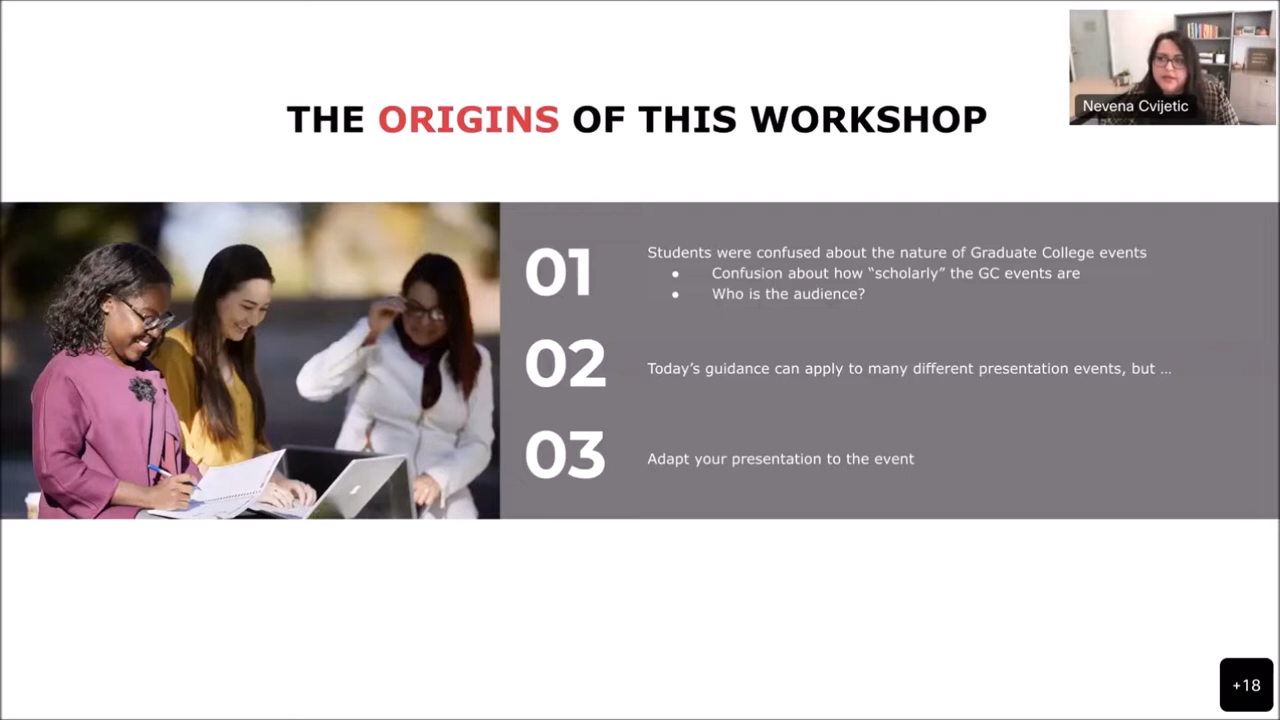 Nevena Cvijetic
THE ORIGINS OF THIS WORKSHOP
01
Students were confused about the nature of Graduate College events
● Confusion about how “scholarly” the GC events are
● Who is the audience?
02
Today’s guidance can apply to many different presentation events, but ...
03
Adapt your presentation to the event
+18